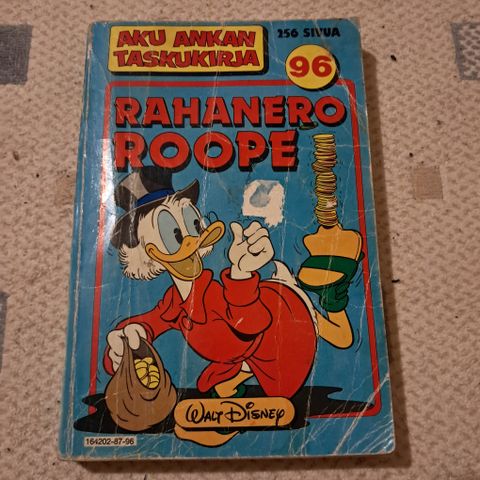 AKU ANKAN
TASKUKIRJA
256 SIVUA
96
RAHANERO
ROOPE
WALT DISNEY
164202-87-96